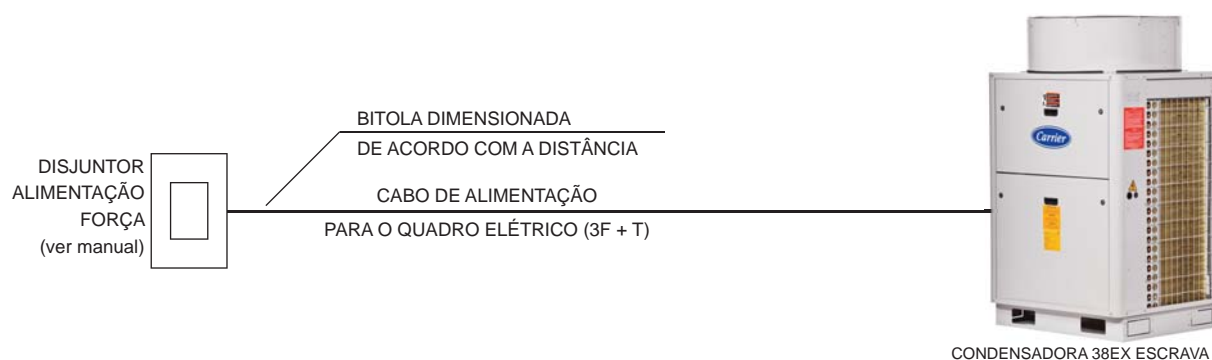 BITOLA DIMENSIONADA
DE ACORDO COM A DISTÂNCIA
DISJUNTOR
ALIMENTAÇÃO
FORÇA
(ver manual)
CABO DE ALIMENTAÇÃO
PARA O QUADRO ELÉTRICO (3F + T)
Carrier
CONDENSADORA 38EX ESCRAVA